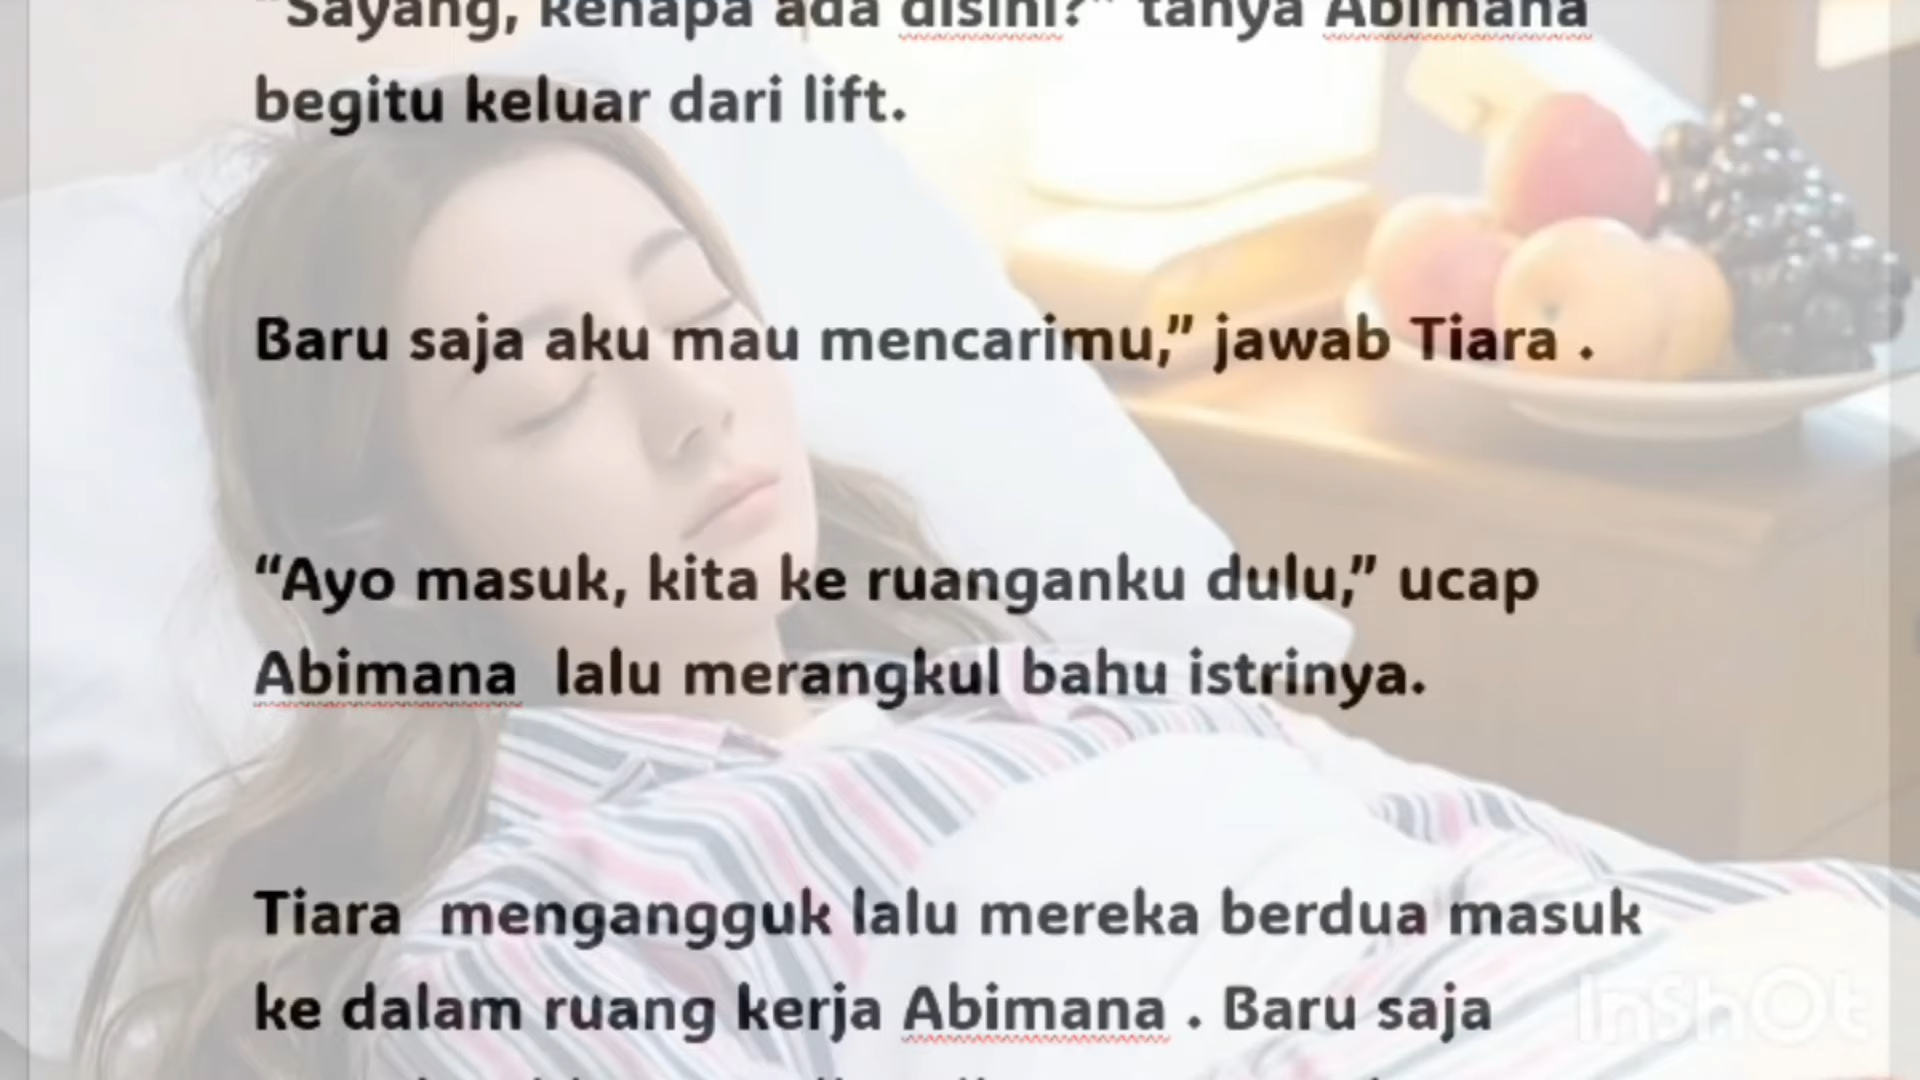 "Sayang, kenapa ada disini?" tanya Abimana
begitu keluar dari lift.
Baru saja aku mau mencarimu,” jawab Tiara .
“Ayo masuk, kita ke ruanganku dulu,” ucap
Abimana  lalu merangkul bahu istrinya.
Tiara  mengangguk lalu mereka berdua masuk
ke dalam ruang kerja Abimana . Baru saja
InShOt